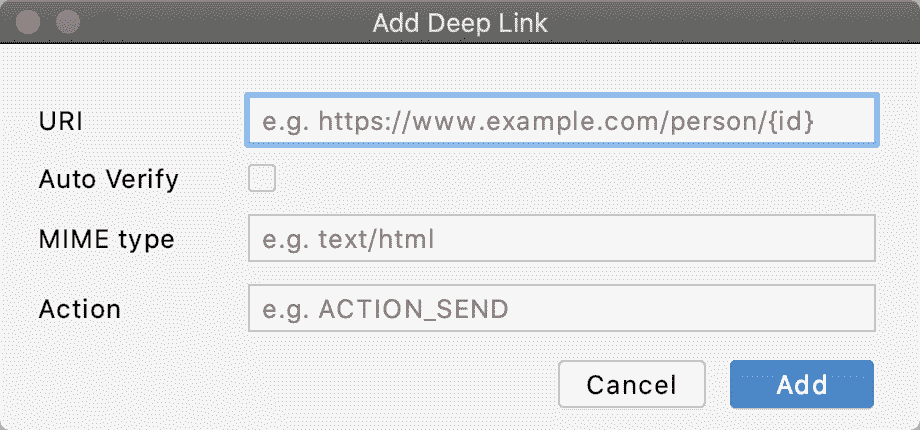 Add Deep Link
URI e.g. https://www.example.com/person/{id}
Auto Verify
MIME type e.g. text/html
Action e.g. ACTION_SEND
Cancel Add